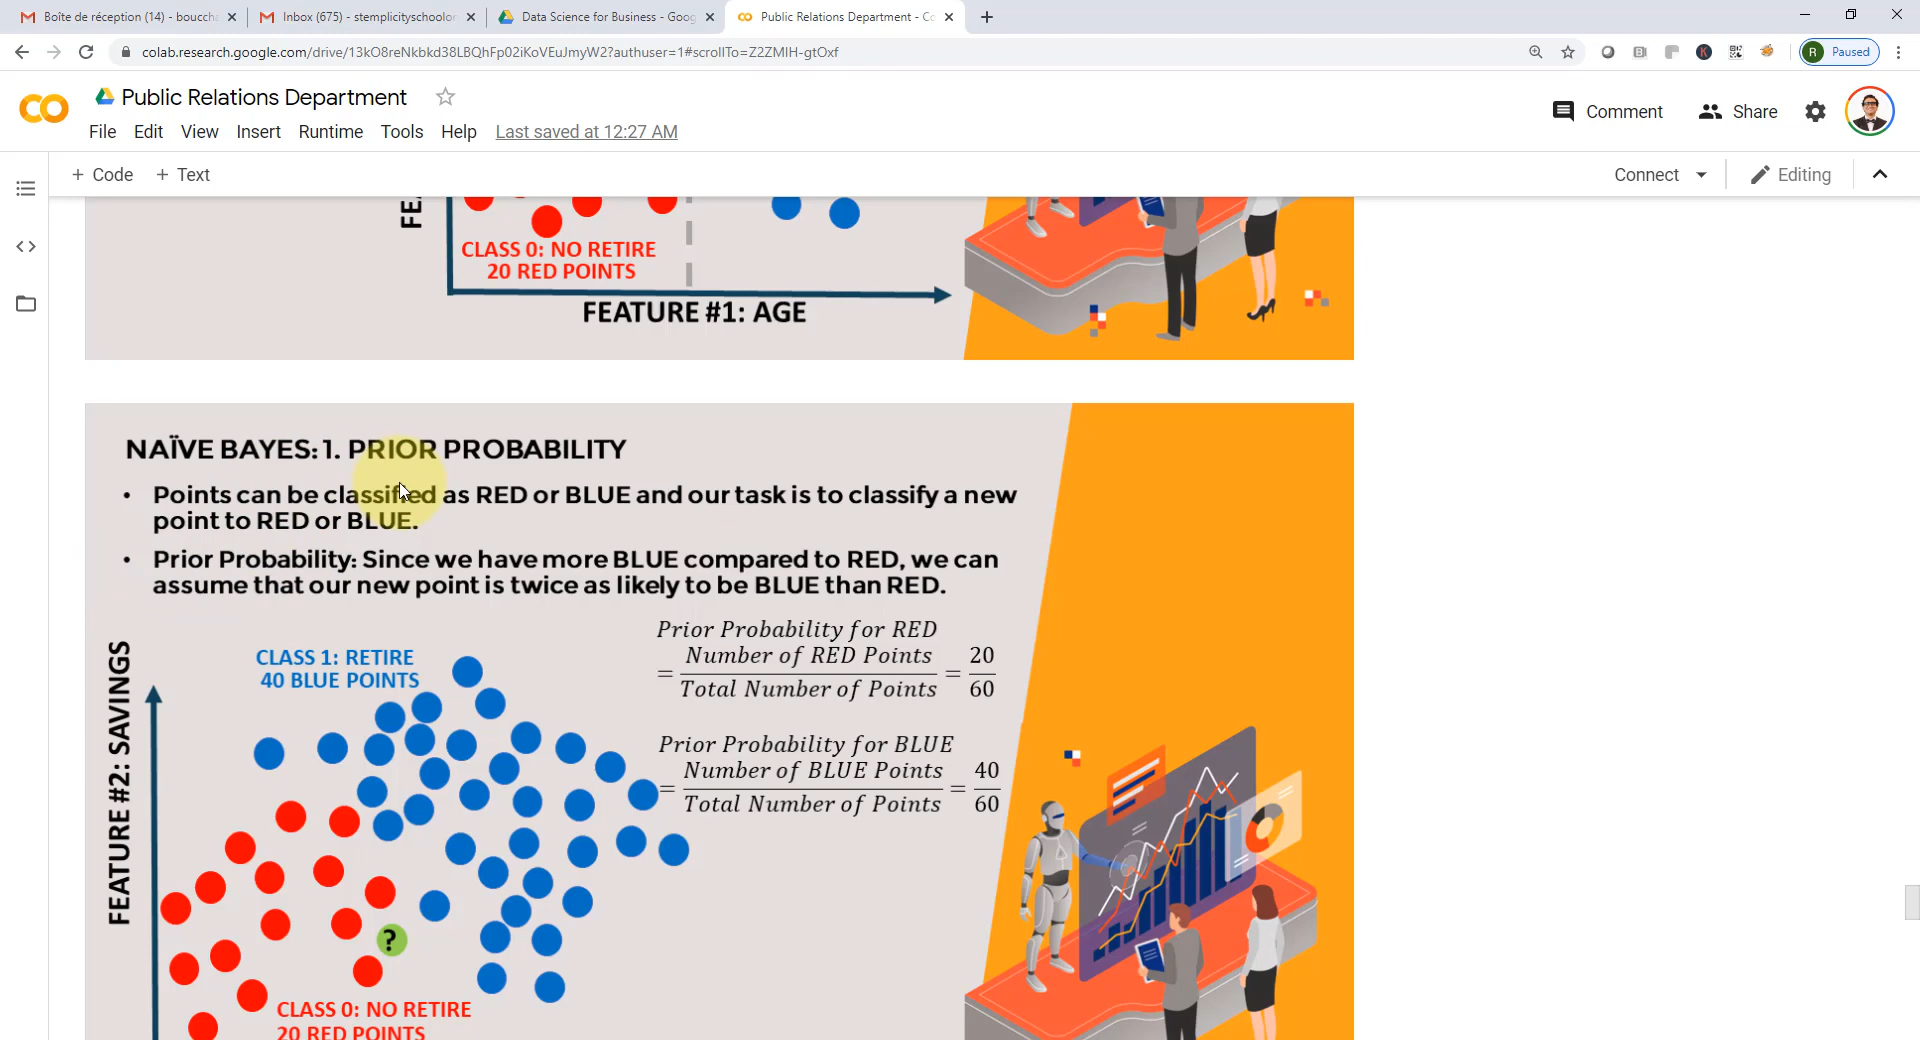 Boîte de réception (14) - boucch
Inbox (675) - stemplicityschoolon
Data Science for Business - Goog
Public Relations Department - Co
colab.research.google.com/drive/13kO8reNkbkd38LBQhFp02iKoVEuJmyW2?authuser=1#scrollTo=Z2ZMIH-gtOxf
R Paused
Public Relations Department
Comment
Share
File Edit View Insert Runtime Tools Help Last saved at 12:27 AM
+ Code + Text
Connect
Editing
CLASS 0: NO RETIRE
20 RED POINTS
FEATURE #1: AGE
NAÏVE BAYES: 1. PRIOR PROBABILITY
• Points can be classified as RED or BLUE and our task is to classify a new
point to RED or BLUE.
• Prior Probability: Since we have more BLUE compared to RED, we can
assume that our new point is twice as likely to be BLUE than RED.
FEATURE #2: SAVINGS
CLASS 1: RETIRE
40 BLUE POINTS
Prior Probability for RED
= Number of RED Points / Total Number of Points = 20 / 60
Prior Probability for BLUE
= Number of BLUE Points / Total Number of Points = 40 / 60
?
CLASS 0: NO RETIRE
20 RED POINTS